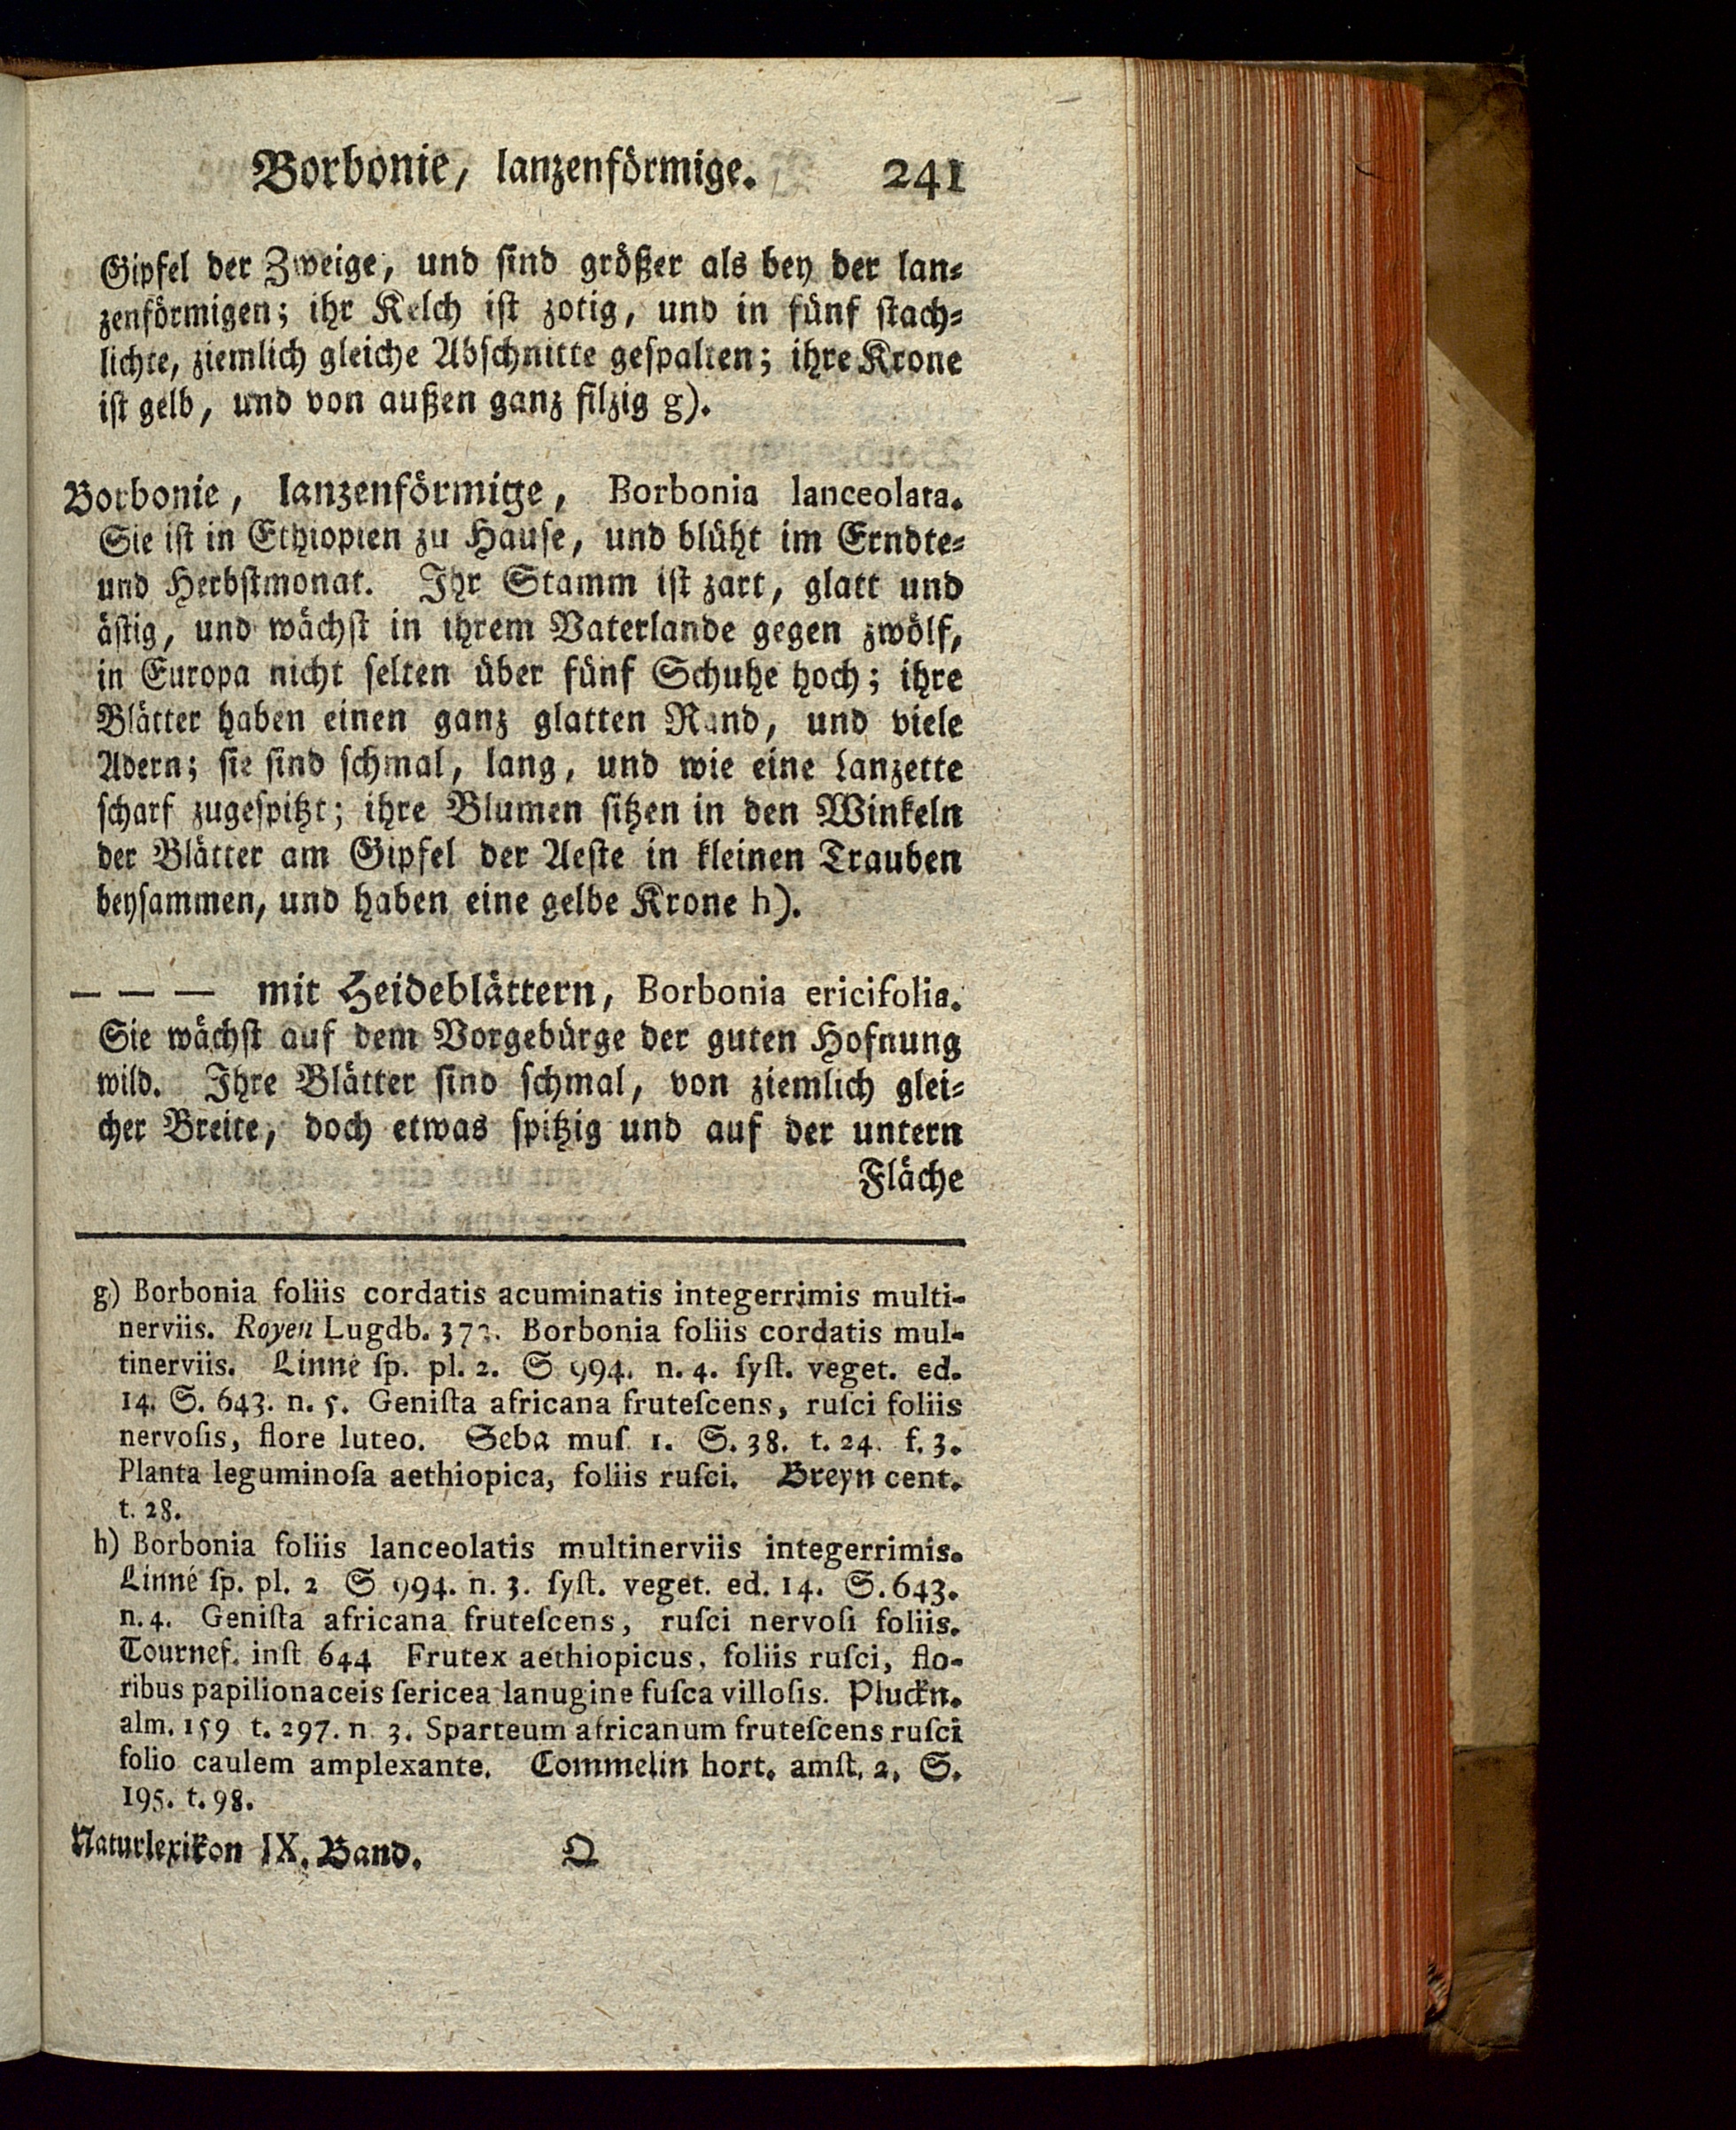 Borbonie, lanzenförmige. 241
Gipfel der Zweige, und ſind größer als bey der lan-
zenförmigen; ihr Kelch iſt zotig, und in fünf ſtach-
lichte, ziemlich gleiche Abſchnitte geſpalten; ihre Krone
iſt gelb, und von außen ganz filzig g).
Borbonie, lanzenförmige, Borbonia lanceolata.
Sie iſt in Ethiopien zu Hauſe, und blüht im Erndte-
und Herbſtmonat. Ihr Stamm iſt zart, glatt und
äſtig, und wächſt in ihrem Vaterlande gegen zwölf,
in Europa nicht ſelten über fünf Schuhe hoch; ihre
Blätter haben einen ganz glatten Rand, und viele
Adern; ſie ſind ſchmal, lang, und wie eine Lanzette
ſcharf zugeſpitzt; ihre Blumen ſitzen in den Winkeln
der Blätter am Gipfel der Aeſte in kleinen Trauben
beyſammen, und haben eine gelbe Krone h).
— — — mit Heideblättern, Borbonia ericifolia.
Sie wächſt auf dem Vorgebürge der guten Hofnung
wild. Ihre Blätter ſind ſchmal, von ziemlich glei-
cher Breite, doch etwas ſpitzig und auf der untern
Fläche
g) Borbonia foliis cordatis acuminatis integerrimis multi-
nerviis. Royen Lugdb. Borbonia foliis cordatis mul-
tinerviis. Linné ſp. pl. 2. S 994. n. 4. ſyſt. veget. ed.
14. S. 643. n. 5. Geniſta africana fruteſcens, ruſci foliis
nervoſis, flore luteo. Seba muſ. 1. S. 38. t. 24. f. 3.
Planta leguminoſa aethiopica, foliis ruſci. Breyn cent.
t. 28.
h) Borbonia foliis lanceolatis multinerviis integerrimis.
Linné ſp. pl. 2 S 994. n. 3. ſyſt. veget. ed. 14. S. 643.
n. 4. Geniſta africana fruteſcens, ruſci nervoſi foliis.
Tournef. inſt 644 Frutex aethiopicus, foliis ruſci, flo-
ribus papilionaceis ſericea lanugine fuſca villoſis. Pluckn.
alm. 159 t. 297. n. 3. Sparteum africanum fruteſcens ruſci
folio caulem amplexante. Commelin hort. amſt. 2. S.
195. t. 98.
Naturlexikon IX. Band. Q